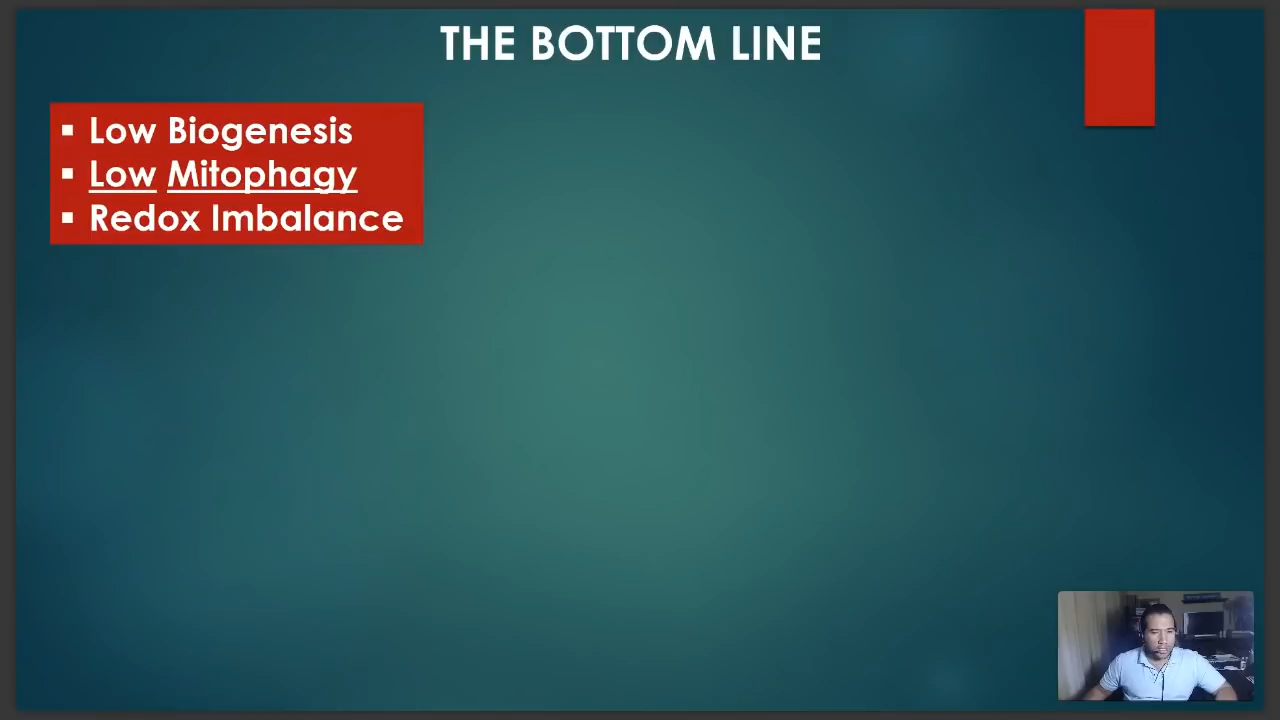 THE BOTTOM LINE
▪ Low Biogenesis
▪ Low Mitophagy
▪ Redox Imbalance